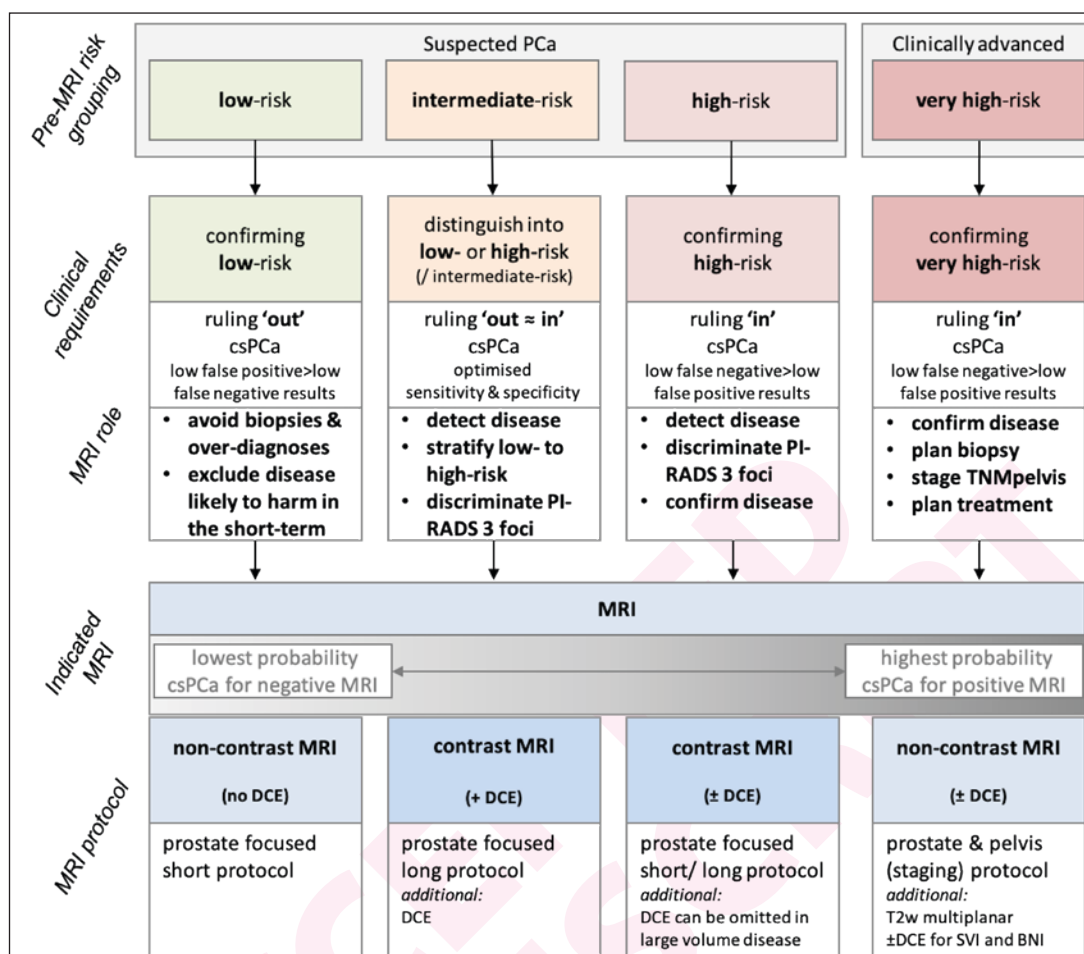 Pre-MRI risk
grouping
Suspected PCa
Clinically advanced
low-risk
intermediate-risk
high-risk
very high-risk
Clinical
requirements
confirming
low-risk
distinguish into
low- or high-risk
(/ intermediate-risk)
confirming
high-risk
confirming
very high-risk
ruling 'out'
csPCa
low false positive>low
false negative results
ruling 'out ≈ in'
csPCa
optimised
sensitivity & specificity
ruling 'in'
csPCa
low false negative>low
false positive results
ruling 'in'
csPCa
low false negative>low
false positive results
MRI role
• avoid biopsies &
over-diagnoses
• exclude disease
likely to harm in
the short-term
• detect disease
• stratify low- to
high-risk
• discriminate PI-
RADS 3 foci
• detect disease
• discriminate PI-
RADS 3 foci
• confirm disease
• confirm disease
• plan biopsy
• stage TNMpelvis
• plan treatment
Indicated
MRI
MRI
lowest probability
csPCa for negative MRI
highest probability
csPCa for positive MRI
MRI protocol
non-contrast MRI
(no DCE)
contrast MRI
(+ DCE)
contrast MRI
(± DCE)
non-contrast MRI
(± DCE)
prostate focused
short protocol
prostate focused
long protocol
additional:
DCE
prostate focused
short/ long protocol
additional:
DCE can be omitted in
large volume disease
prostate & pelvis
(staging) protocol
additional:
T2w multiplanar
±DCE for SVI and BNI